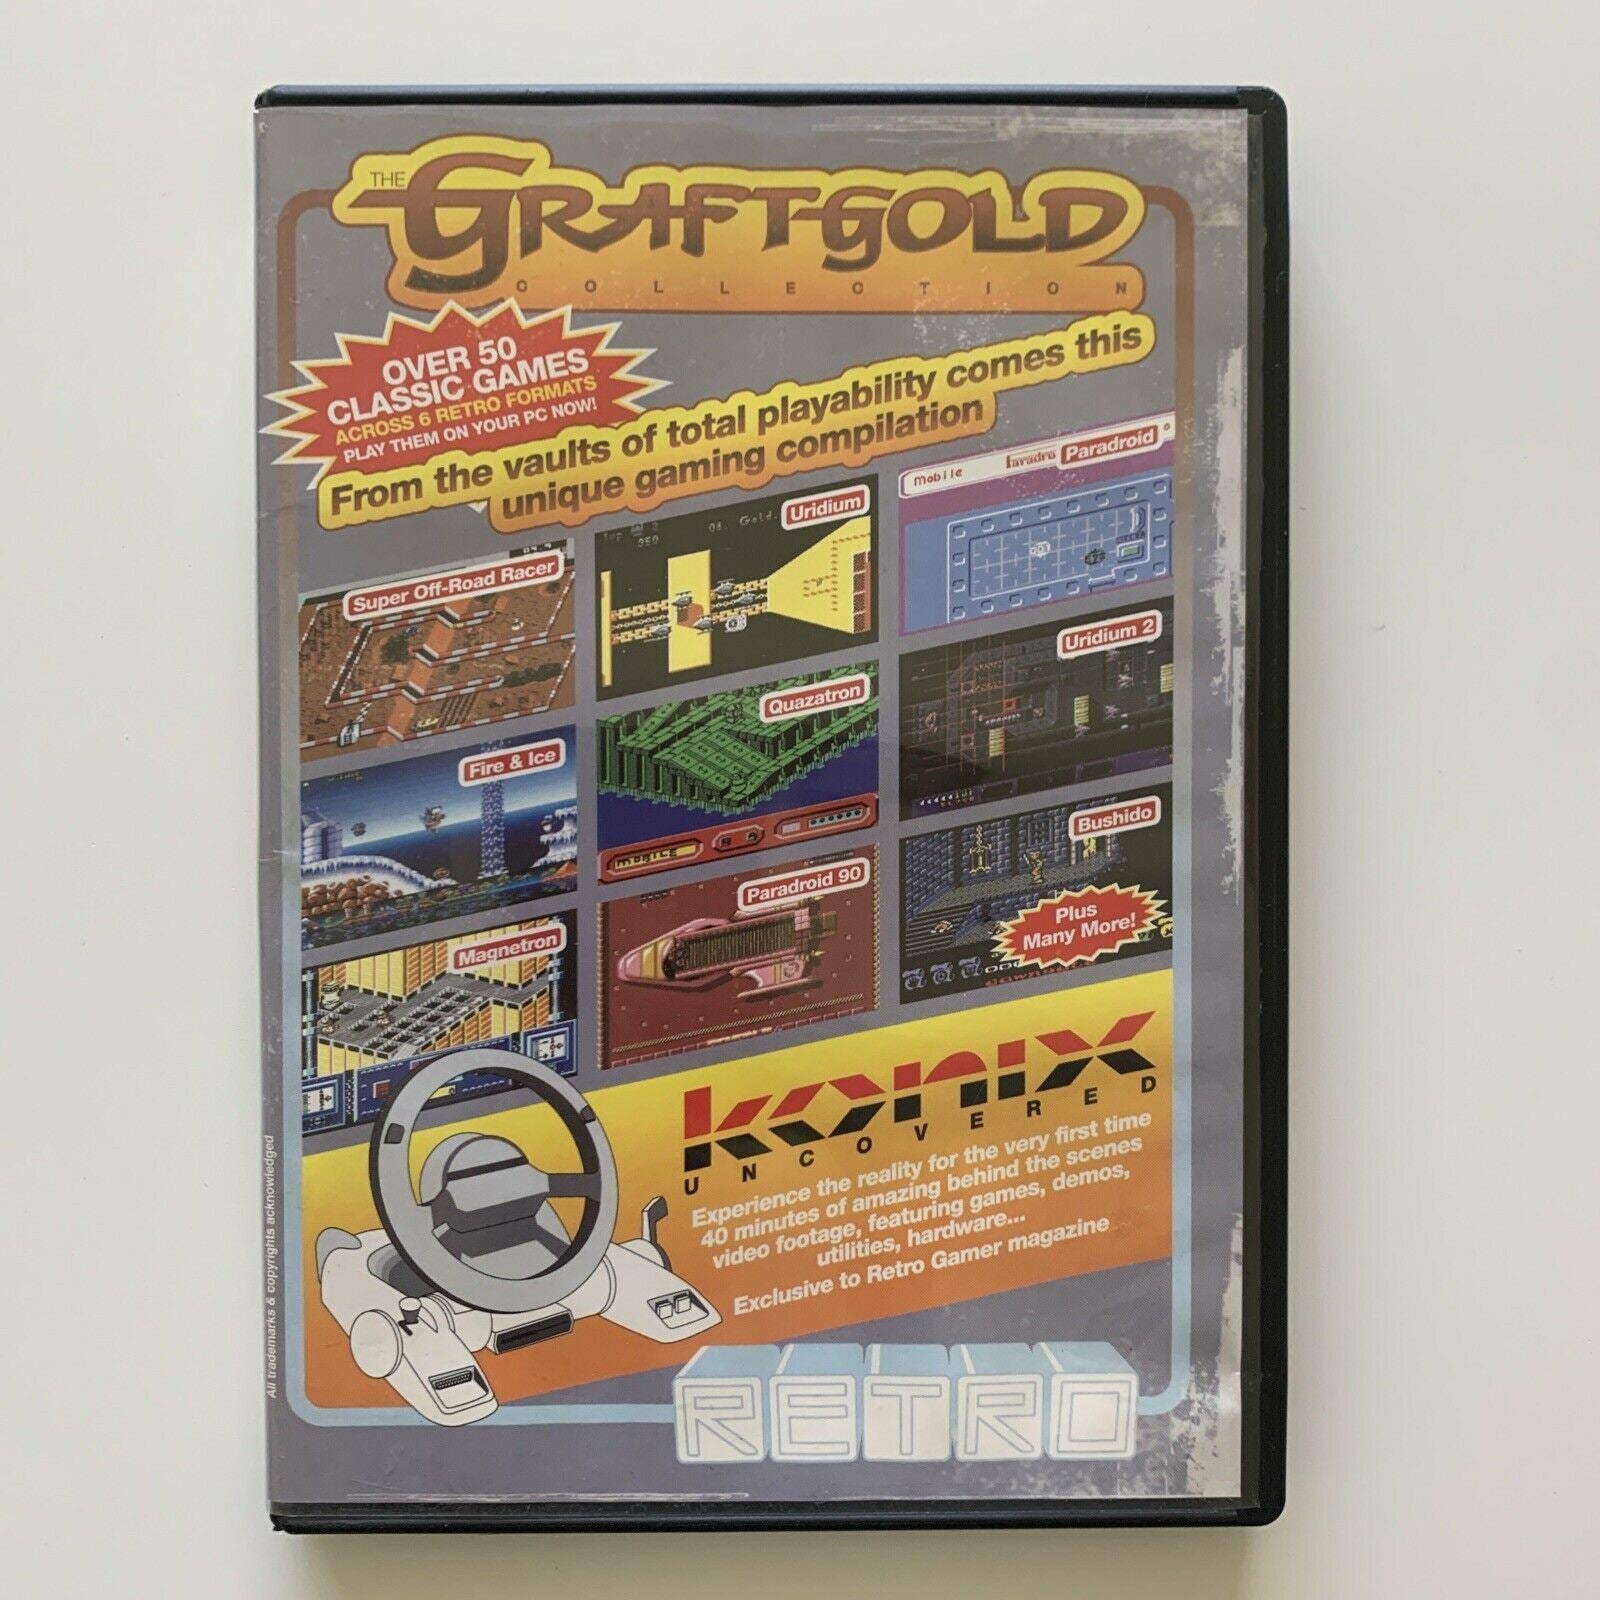 THE GRAFTGOLD
COLLECTION
OVER 50
CLASSIC GAMES
ACROSS 6 RETRO FORMATS
PLAY THEM ON YOUR PC NOW!
From the vaults of total playability comes this
unique gaming compilation
Super Off-Road Racer
Uridium
1up
350
mobile
Paradroid
Fire & Ice
Quazatron
MOBILE
Uridium 2
Magnetron
Paradroid 90
Bushido
Plus
Many More!
KONIX
UNCOVERED
Experience the reality for the very first time
40 minutes of amazing behind the scenes
video footage, featuring games, demos,
utilities, hardware...
Exclusive to Retro Gamer magazine
RETRO
All trademarks & copyrights acknowledged